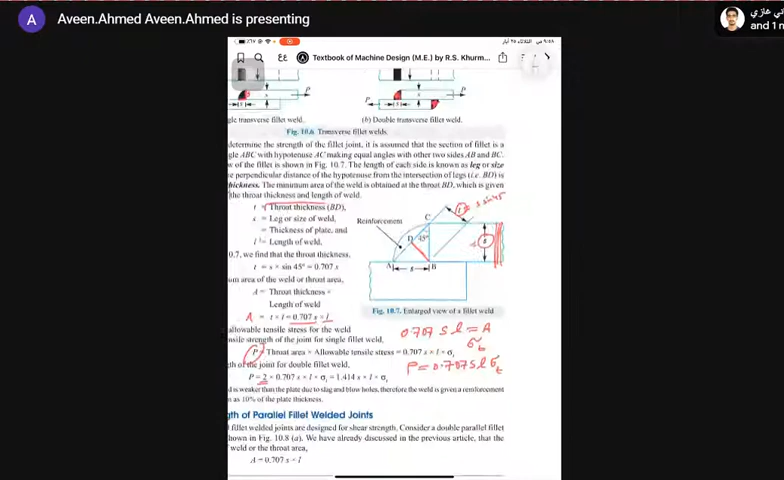 A Aveen.Ahmed Aveen.Ahmed is presenting
and 1 n
Textbook of Machine Design (M.E.) by R.S. Khurm...
P
P
gle transverse fillet weld.
(b) Double transverse fillet weld.
Fig. 10.6. Transverse fillet welds.
determine the strength of the fillet joint, it is assumed that the section of fillet is a
gle ABC with hypotenuse AC making equal angles with other two sides AB and BC.
w of the fillet is shown in Fig. 10.7. The length of each side is known as leg or size
e perpendicular distance of the hypotenuse from the intersection of legs (i.e. BD) is
thickness. The minimum area of the weld is obtained at the throat BD, which is given
the throat thickness and length of weld.
t = Throat thickness (BD),
s = Leg or size of weld,
= Thickness of plate, and
l = Length of weld,
Reinforcement
C
D
45°
A
s
B
s
t = s sin 45
0.7, we find that the throat thickness,
t = s × sin 45° = 0.707 s
um area of the weld or throat area,
A = Throat thickness ×
Length of weld
A = t × l = 0.707 s × l
Fig. 10.7. Enlarged view of a fillet weld
allowable tensile stress for the weld
nsile strength of the joint for single fillet weld,
P = Throat area × Allowable tensile stress = 0.707 s × l × σt
gth of the joint for double fillet weld,
P = 2 × 0.707 s × l × σt = 1.414 s × l × σt
0.707 s l = A
σt
P = 0.707 s l σt
d is weaker than the plate due to slag and blow holes, therefore the weld is given a reinforcement
n as 10% of the plate thickness.
gth of Parallel Fillet Welded Joints
l fillet welded joints are designed for shear strength. Consider a double parallel fillet
hown in Fig. 10.8 (a). We have already discussed in the previous article, that the
weld or the throat area,
A = 0.707 s × l